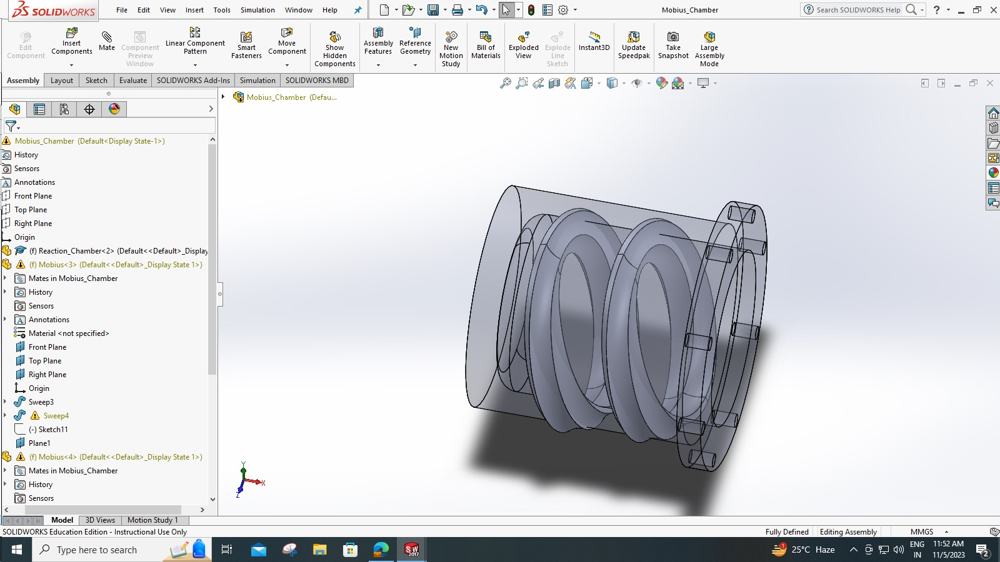 SOLIDWORKS
File Edit View Insert Tools Simulation Window Help
Mobius_Chamber
Search SOLIDWORKS Help
?
Edit Component
Insert Components
Mate
Component Preview Window
Linear Component Pattern
Smart Fasteners
Move Component
Show Hidden Components
Assembly Features
Reference Geometry
New Motion Study
Bill of Materials
Exploded View
Explode Line Sketch
Instant3D
Update Speedpak
Take Snapshot
Large Assembly Mode
Assembly Layout Sketch Evaluate SOLIDWORKS Add-Ins Simulation SOLIDWORKS MBD
Mobius_Chamber (Defau...
Mobius_Chamber (Default<Display State-1>)
History
Sensors
Annotations
Front Plane
Top Plane
Right Plane
Origin
(f) Reaction_Chamber<2> (Default<<Default>_Display
(f) Mobius<3> (Default<<Default>_Display State 1>)
Mates in Mobius_Chamber
History
Sensors
Annotations
Material <not specified>
Front Plane
Top Plane
Right Plane
Origin
Sweep3
Sweep4
(-) Sketch11
Plane1
(f) Mobius<4> (Default<<Default>_Display State 1>)
Mates in Mobius_Chamber
History
Sensors
Y
X
Z
Model 3D Views Motion Study 1
SOLIDWORKS Education Edition - Instructional Use Only
Fully Defined Editing Assembly MMGS
Type here to search
SW 2017
1
25°C Haze
ENG IN
11:52 AM
11/5/2023
2